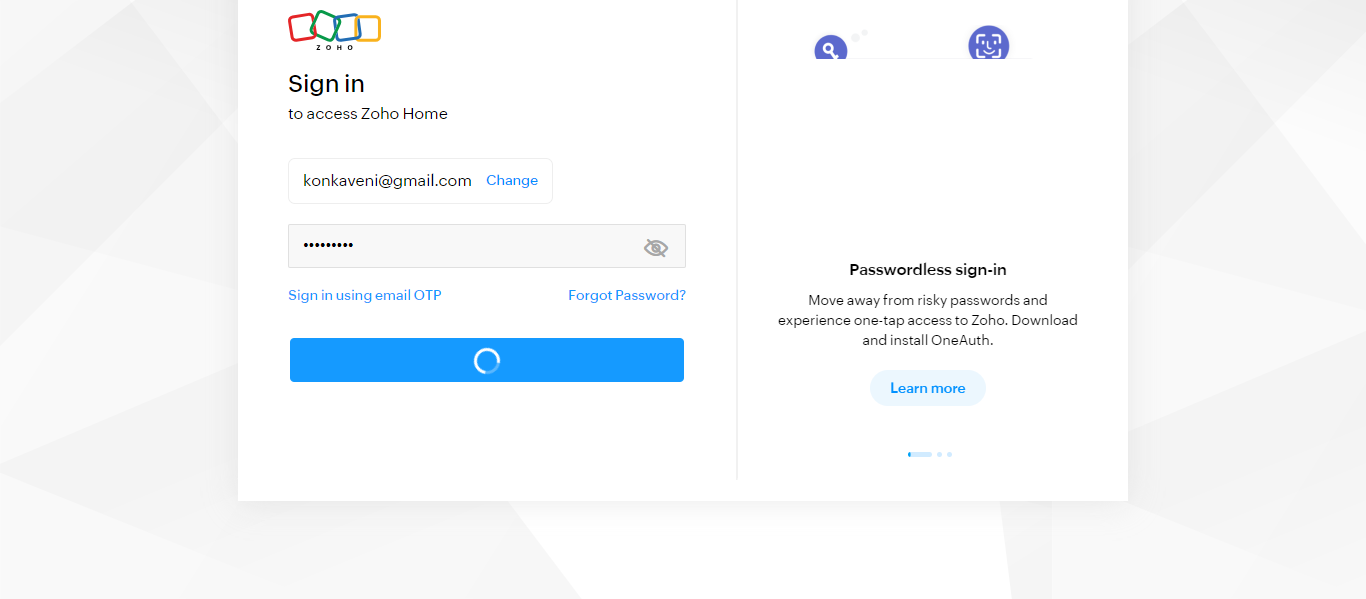 ZOHO
Sign in
to access Zoho Home
konkaveni@gmail.com Change
•••••••••
Sign in using email OTP Forgot Password?
Passwordless sign-in
Move away from risky passwords and
experience one-tap access to Zoho. Download
and install OneAuth.
Learn more